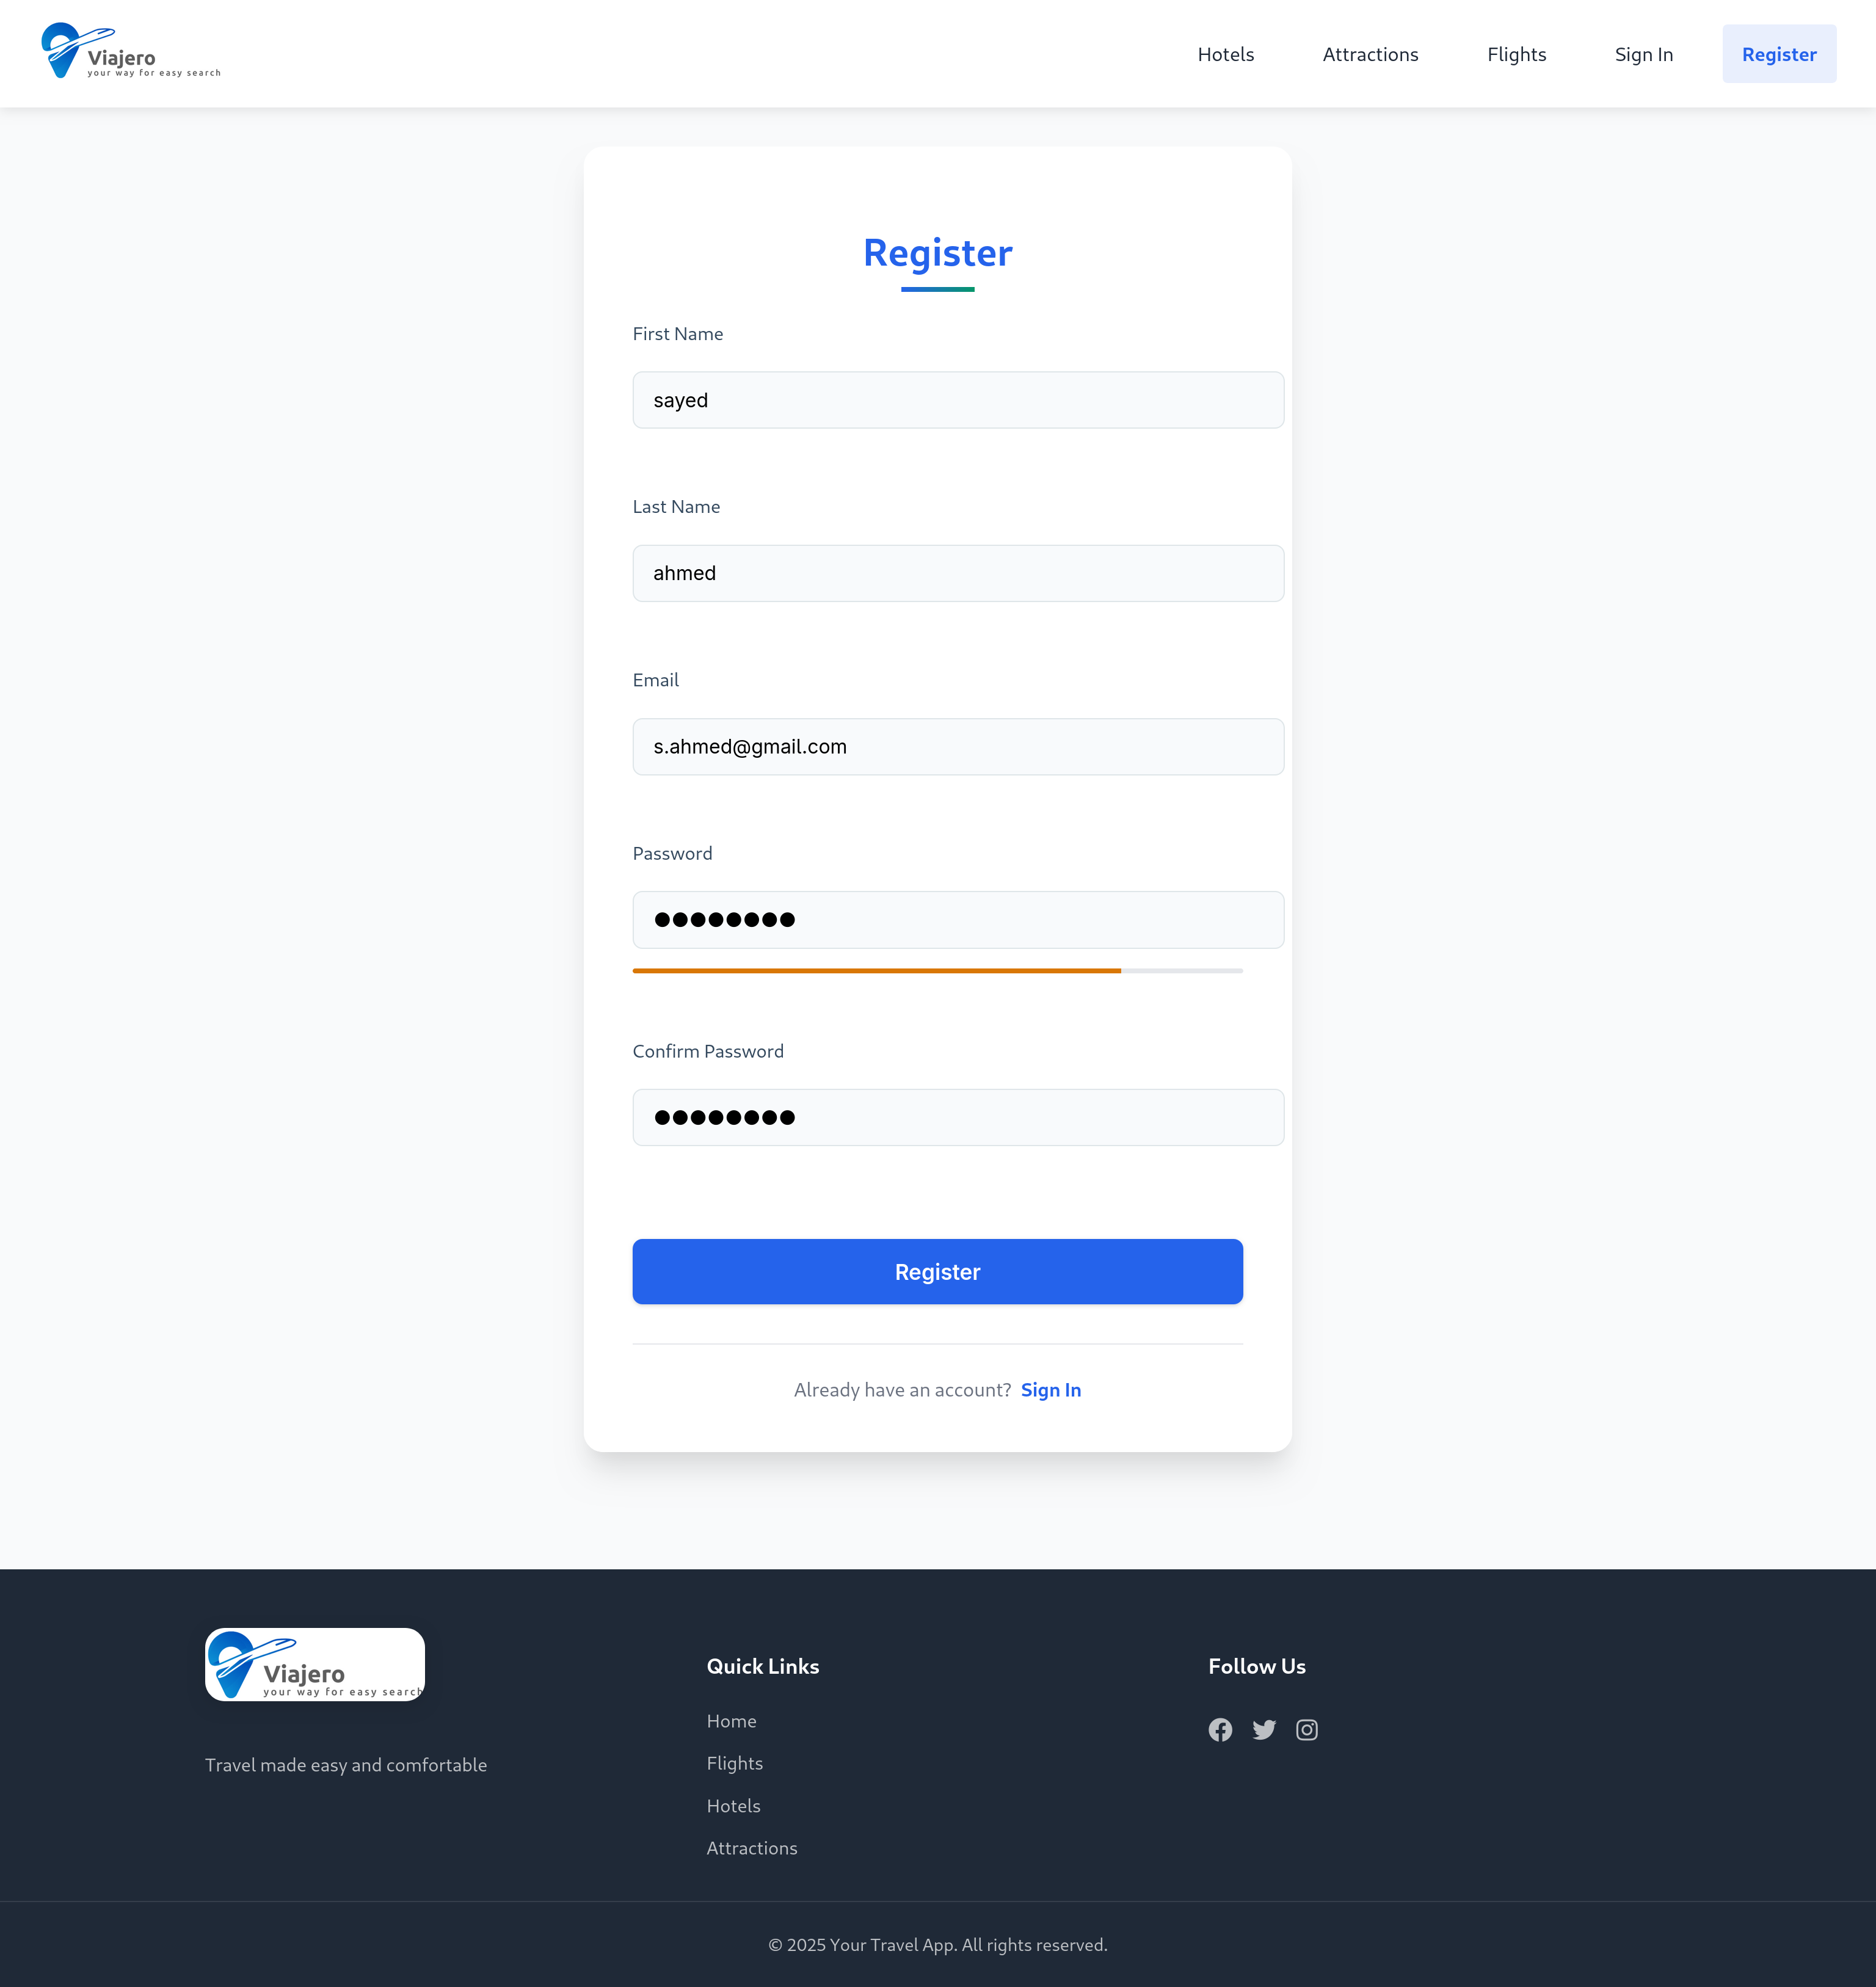 Viajero
your way for easy search
Hotels Attractions Flights Sign In Register
Register
First Name
sayed
Last Name
ahmed
Email
s.ahmed@gmail.com
Password
●●●●●●●●
Confirm Password
●●●●●●●●
Register
Already have an account? Sign In
Viajero
your way for easy search
Travel made easy and comfortable
Quick Links
Home
Flights
Hotels
Attractions
Follow Us
© 2025 Your Travel App. All rights reserved.